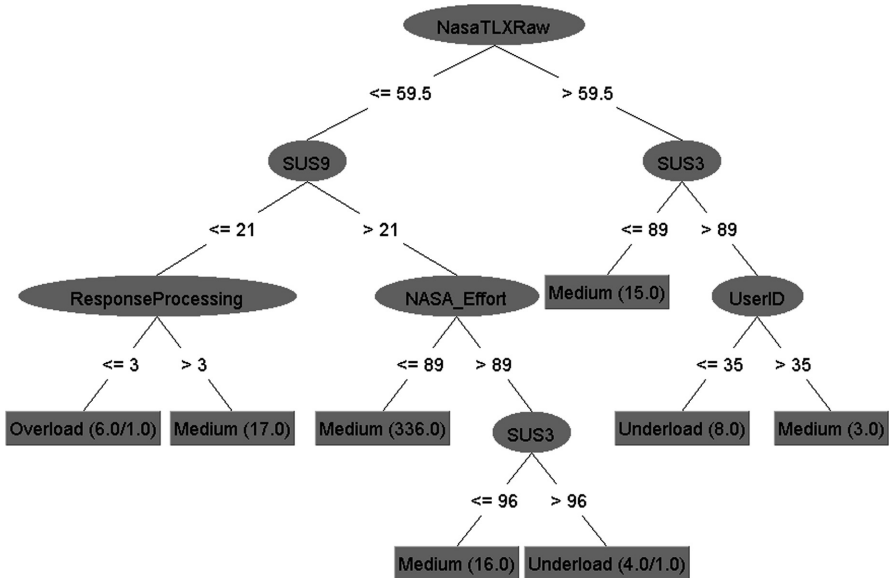 NasaTLXRaw
<= 59.5 > 59.5
SUS9 SUS3
<= 21 > 21 <= 89 > 89
ResponseProcessing NASA_Effort Medium (15.0) UserID
<= 3 > 3 <= 89 > 89 <= 35 > 35
Overload (6.0/1.0) Medium (17.0) Medium (336.0) SUS3 Underload (8.0) Medium (3.0)
<= 96 > 96
Medium (16.0) Underload (4.0/1.0)